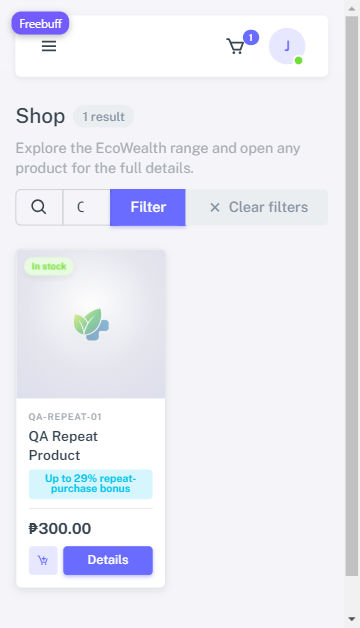 Freebuff
1
J
Shop
1 result
Explore the EcoWealth range and open any
product for the full details.
C
Filter
Clear filters
In stock
QA-REPEAT-01
QA Repeat
Product
Up to 29% repeat-
purchase bonus
₱300.00
Details